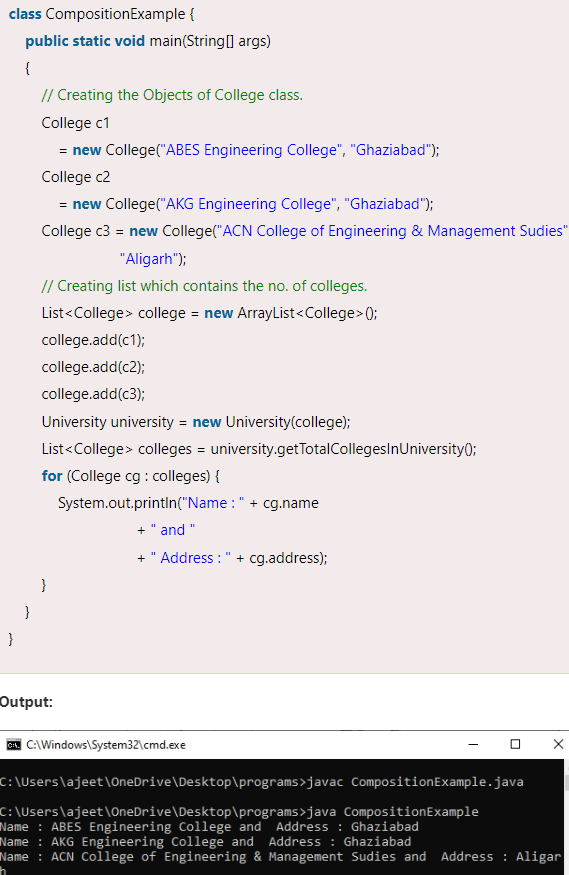 class CompositionExample {
public static void main(String[] args)
{
// Creating the Objects of College class.
College c1
= new College("ABES Engineering College", "Ghaziabad");
College c2
= new College("AKG Engineering College", "Ghaziabad");
College c3 = new College("ACN College of Engineering & Management Sudies"
"Aligarh");
// Creating list which contains the no. of colleges.
List<College> college = new ArrayList<College>();
college.add(c1);
college.add(c2);
college.add(c3);
University university = new University(college);
List<College> colleges = university.getTotalCollegesInUniversity();
for (College cg : colleges) {
System.out.println("Name : " + cg.name
+ " and "
+ " Address : " + cg.address);
}
}
}
Output:
C:\Windows\System32\cmd.exe
C:\Users\ajeet\OneDrive\Desktop\programs>javac CompositionExample.java
C:\Users\ajeet\OneDrive\Desktop\programs>java CompositionExample
Name : ABES Engineering College and  Address : Ghaziabad
Name : AKG Engineering College and  Address : Ghaziabad
Name : ACN College of Engineering & Management Sudies and  Address : Aligar
h